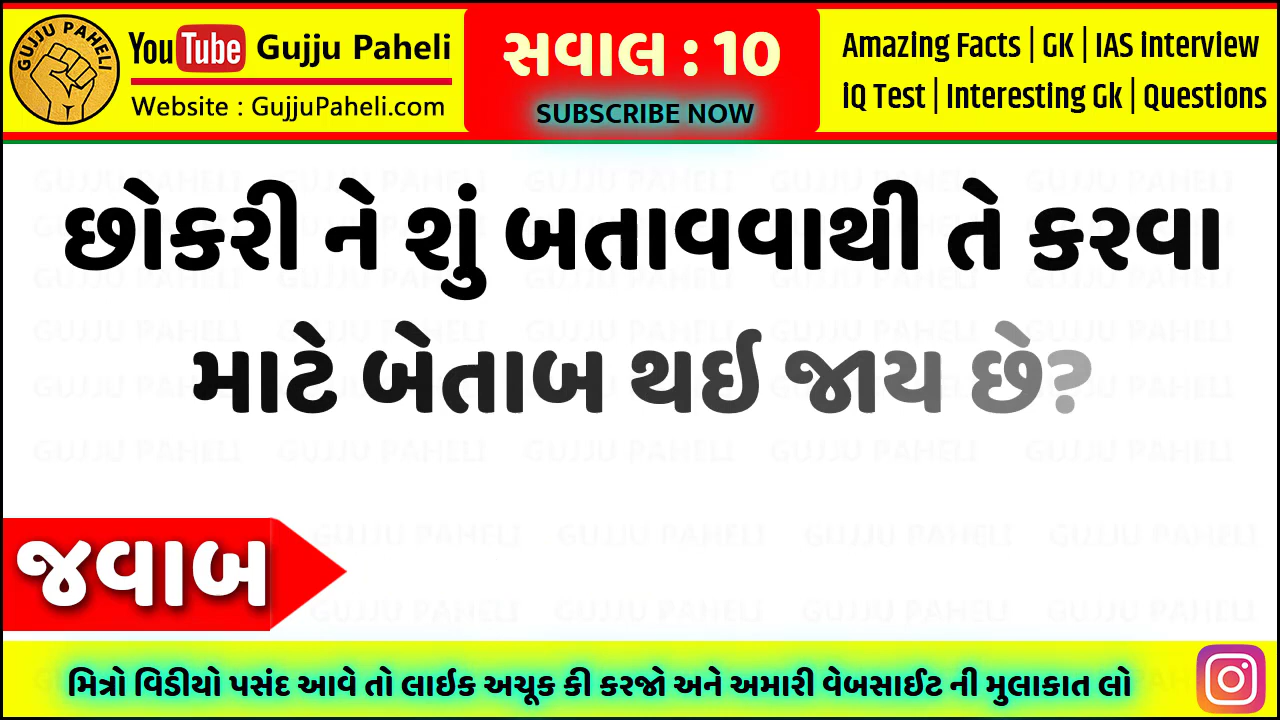 GUJJU PAHELI
YouTube Gujju Paheli
Website : GujjuPaheli.com
સવાલ : 10
SUBSCRIBE NOW
Amazing Facts | GK | IAS interview
iQ Test | Interesting Gk | Questions
છોકરી ને શું બતાવવાથી તે કરવા
માટે બેતાબ થઇ જાય છે?
જવાબ
મિત્રો વિડીયો પસંદ આવે તો લાઈક અચૂક કી કરજો અને અમારી વેબસાઈટ ની મુલાકાત લો